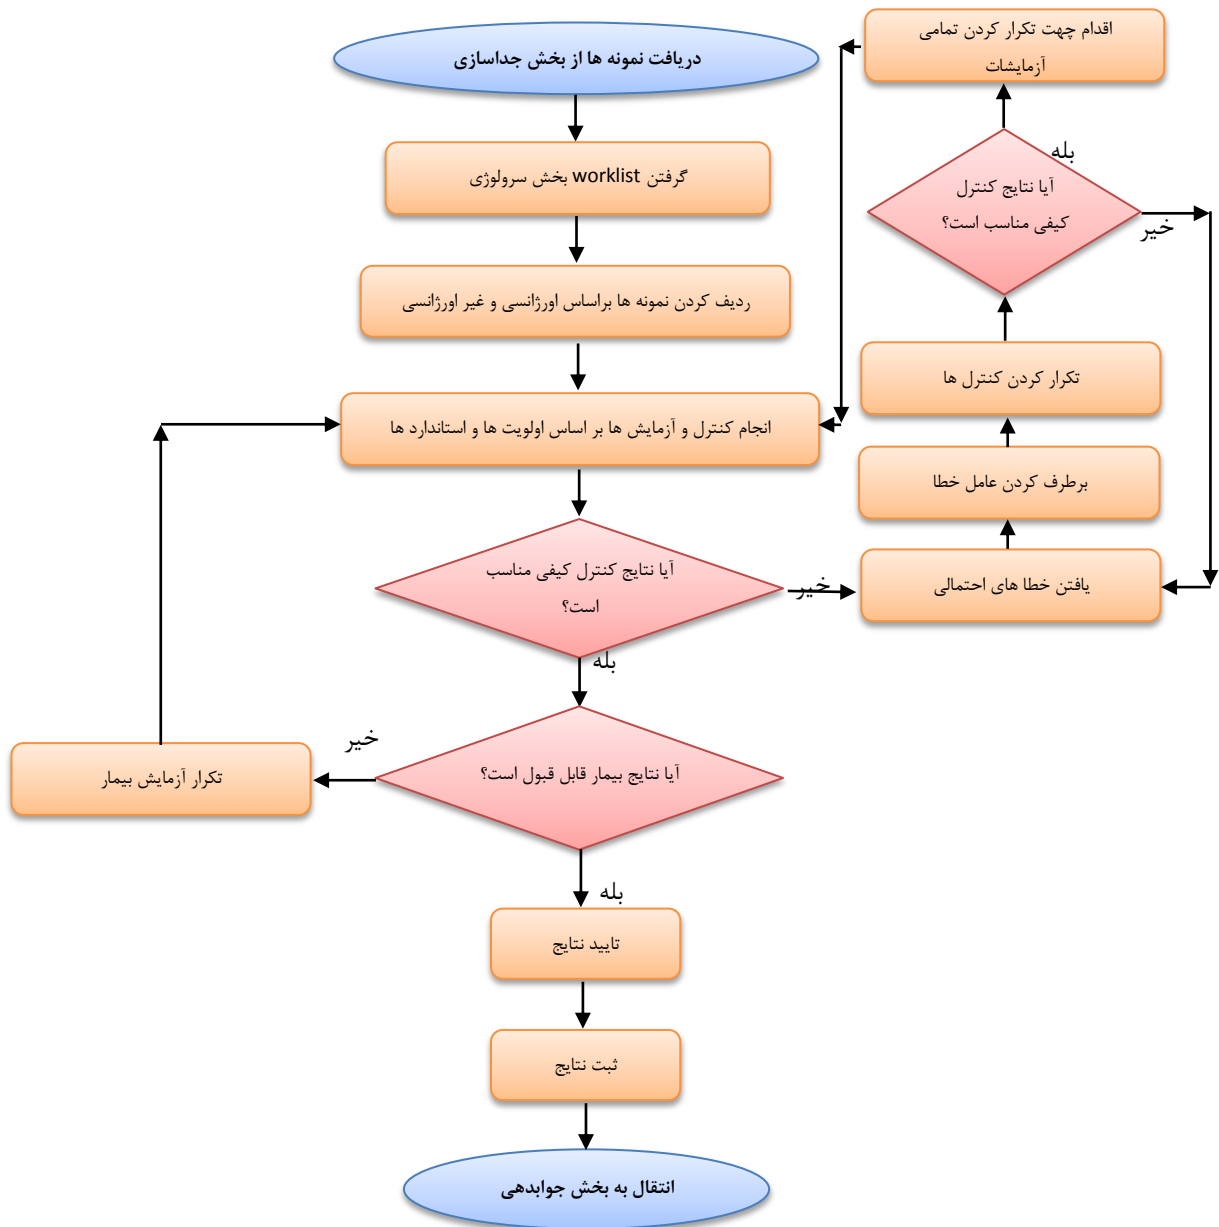 دریافت نمونه ها از بخش جداسازی
گرفتن worklist بخش سرولوژی
ردیف کردن نمونه ها براساس اورژانسی و غیر اورژانسی
انجام کنترل و آزمایش ها بر اساس اولویت ها و استاندارد ها
آیا نتایج کنترل کیفی مناسب
است؟
خیر
بله
آیا نتایج بیمار قابل قبول است؟
خیر
تکرار آزمایش بیمار
بله
تایید نتایج
ثبت نتایج
انتقال به بخش جوابدهی
یافتن خطا های احتمالی
برطرف کردن عامل خطا
تکرار کردن کنترل ها
آیا نتایج کنترل
کیفی مناسب است؟
خیر
بله
اقدام چهت تکرار کردن تمامی
آزمایشات